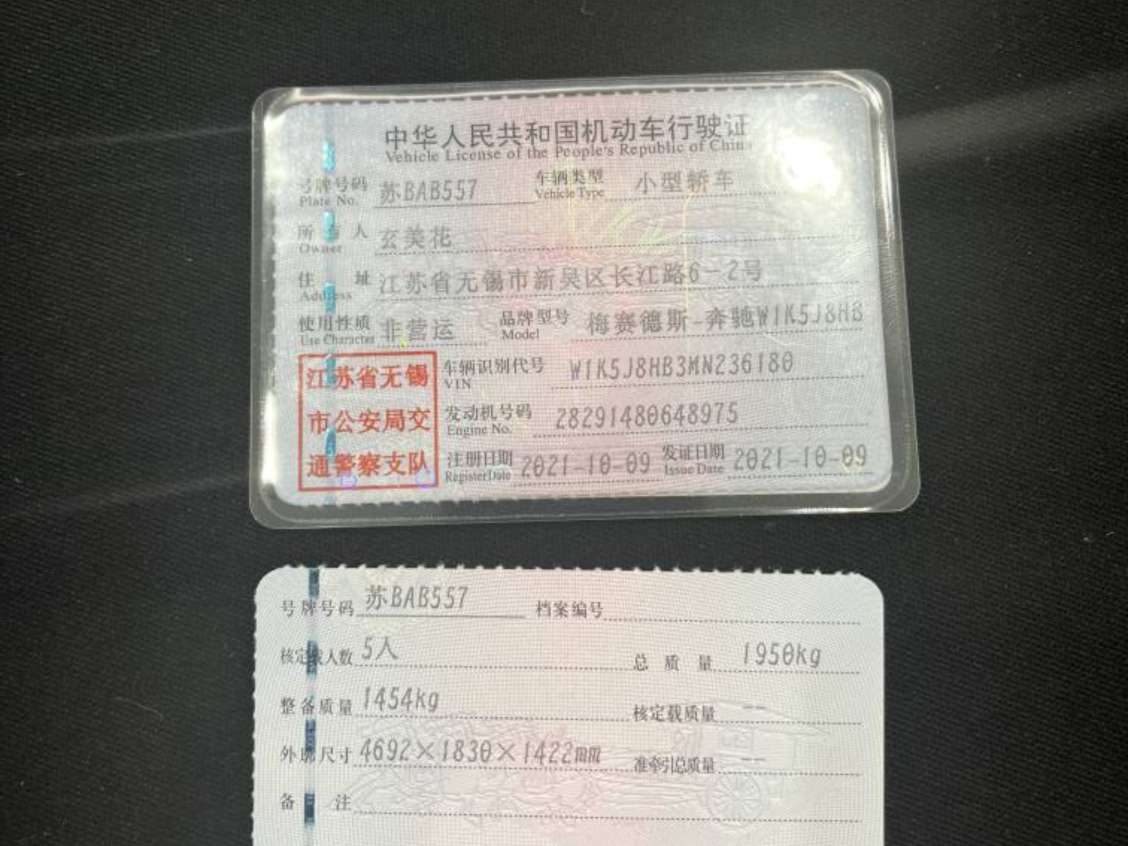 中华人民共和国机动车行驶证
Vehicle License of the People's Republic of China
号牌号码 苏BAB557 车辆类型 小型轿车
Plate No. Vehicle Type
所有人 玄美花
Owner
住址 江苏省无锡市新吴区长江路6-2号
Address
使用性质 非营运 品牌型号 梅赛德斯-奔驰W1K5J8HB
Use Character Model
江苏省无锡
市公安局交
通警察支队
车辆识别代号 W1K5J8HB3MN236180
VIN
发动机号码 28291480648975
Engine No.
注册日期 2021-10-09 发证日期 2021-10-09
Register Date Issue Date
号牌号码 苏BAB557 档案编号
核定载人数 5人 总质量 1950kg
整备质量 1454kg 核定载质量 --
外廓尺寸 4692×1830×1422mm 准牵引总质量 --
备注